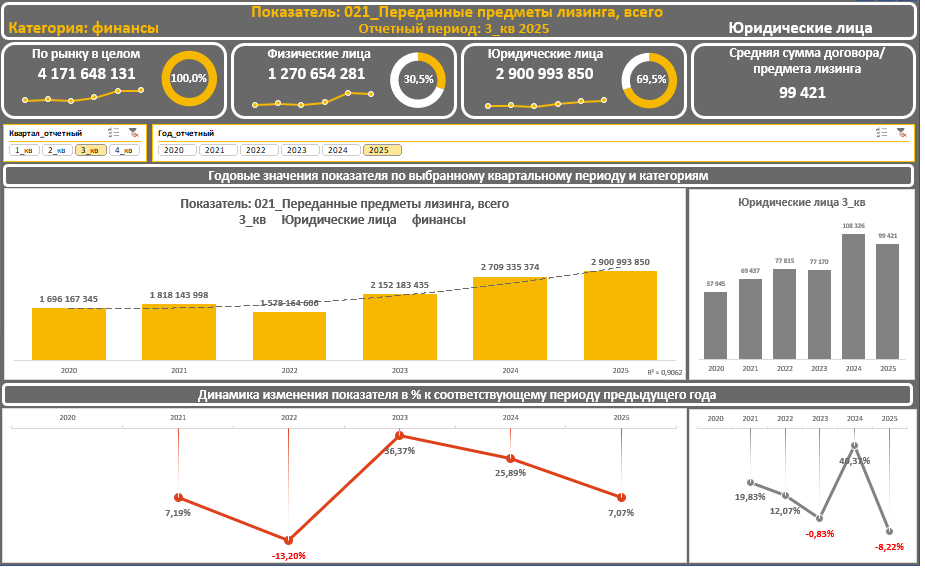 Показатель: 021_Переданные предметы лизинга, всего
Категория: финансы
Отчетный период: 3_кв 2025
Юридические лица
По рынку в целом
4 171 648 131
100,0%
Физические лица
1 270 654 281
30,5%
Юридические лица
2 900 993 850
69,5%
Средняя сумма договора/
предмета лизинга
99 421
Квартал_отчетный
1_кв 2_кв 3_кв 4_кв
Год_отчетный
2020 2021 2022 2023 2024 2025
Годовые значения показателя по выбранному квартальному периоду и категориям
Показатель: 021_Переданные предметы лизинга, всего
3_кв Юридические лица финансы
1 696 167 345
1 818 143 998
1 578 164 606
2 152 183 435
2 709 335 374
2 900 993 850
2020 2021 2022 2023 2024 2025
R² = 0,9062
Юридические лица 3_кв
57 945
69 437
77 815
77 170
108 326
99 421
2020 2021 2022 2023 2024 2025
Динамика изменения показателя в % к соответствующему периоду предыдущего года
2020 2021 2022 2023 2024 2025
7,19%
-13,20%
36,37%
25,89%
7,07%
2020 2021 2022 2023 2024 2025
19,83%
12,07%
-0,83%
40,37%
-8,22%